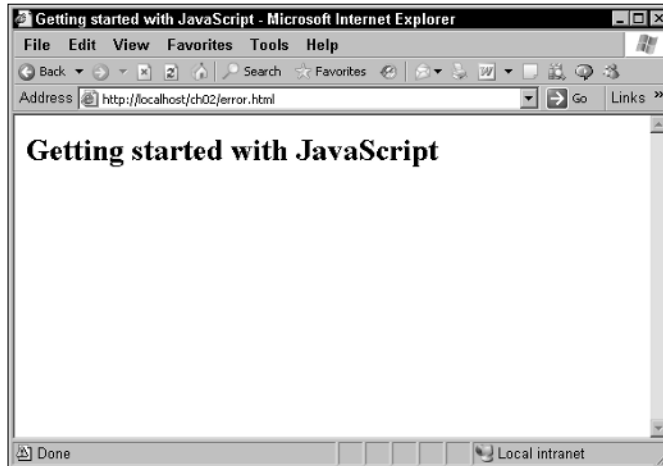 Getting started with JavaScript - Microsoft Internet Explorer
File Edit View Favorites Tools Help
Back Search Favorites
Address http://localhost/ch02/error.html Go Links »
Getting started with JavaScript
Done Local intranet